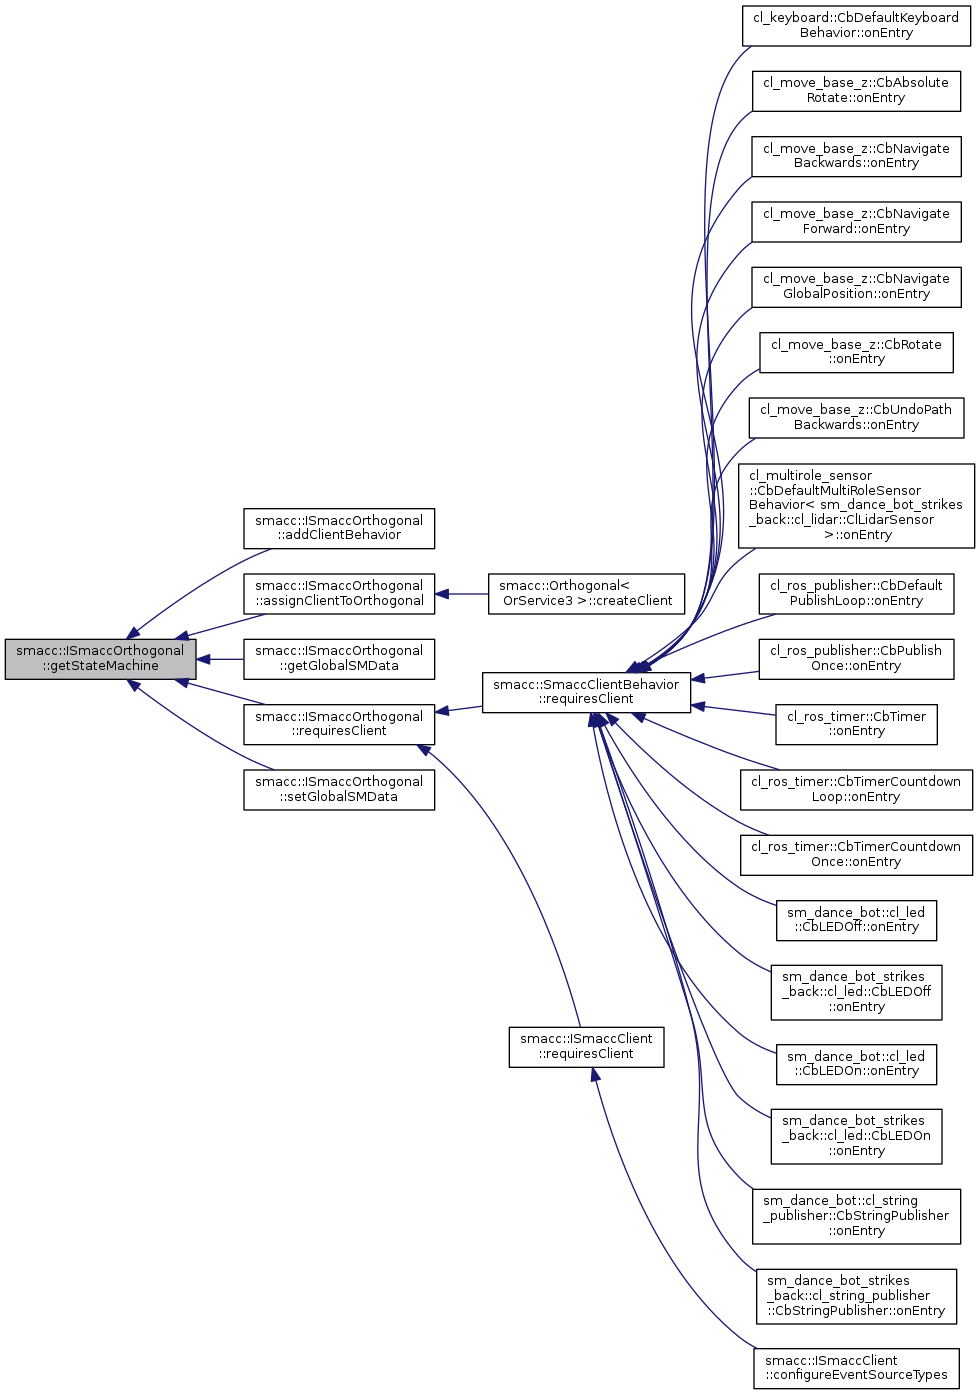 cl_keyboard::CbDefaultKeyboard
Behavior::onEntry
cl_move_base_z::CbAbsolute
Rotate::onEntry
cl_move_base_z::CbNavigate
Backwards::onEntry
cl_move_base_z::CbNavigate
Forward::onEntry
cl_move_base_z::CbNavigate
GlobalPosition::onEntry
cl_move_base_z::CbRotate
::onEntry
cl_move_base_z::CbUndoPath
Backwards::onEntry
cl_multirole_sensor
::CbDefaultMultiRoleSensor
Behavior< sm_dance_bot_strikes
_back::cl_lidar::ClLidarSensor
>::onEntry
smacc::ISmaccOrthogonal
::addClientBehavior
smacc::ISmaccOrthogonal
::assignClientToOrthogonal
smacc::Orthogonal<
OrService3 >::createClient
cl_ros_publisher::CbDefault
PublishLoop::onEntry
smacc::ISmaccOrthogonal
::getStateMachine
smacc::ISmaccOrthogonal
::getGlobalSMData
cl_ros_publisher::CbPublish
Once::onEntry
smacc::SmaccClientBehavior
::requiresClient
smacc::ISmaccOrthogonal
::requiresClient
cl_ros_timer::CbTimer
::onEntry
smacc::ISmaccOrthogonal
::setGlobalSMData
cl_ros_timer::CbTimerCountdown
Loop::onEntry
cl_ros_timer::CbTimerCountdown
Once::onEntry
sm_dance_bot::cl_led
::CbLEDOff::onEntry
sm_dance_bot_strikes
_back::cl_led::CbLEDOff
::onEntry
smacc::ISmaccClient
::requiresClient
sm_dance_bot::cl_led
::CbLEDOn::onEntry
sm_dance_bot_strikes
_back::cl_led::CbLEDOn
::onEntry
sm_dance_bot::cl_string
_publisher::CbStringPublisher
::onEntry
sm_dance_bot_strikes
_back::cl_string_publisher
::CbStringPublisher::onEntry
smacc::ISmaccClient
::configureEventSourceTypes